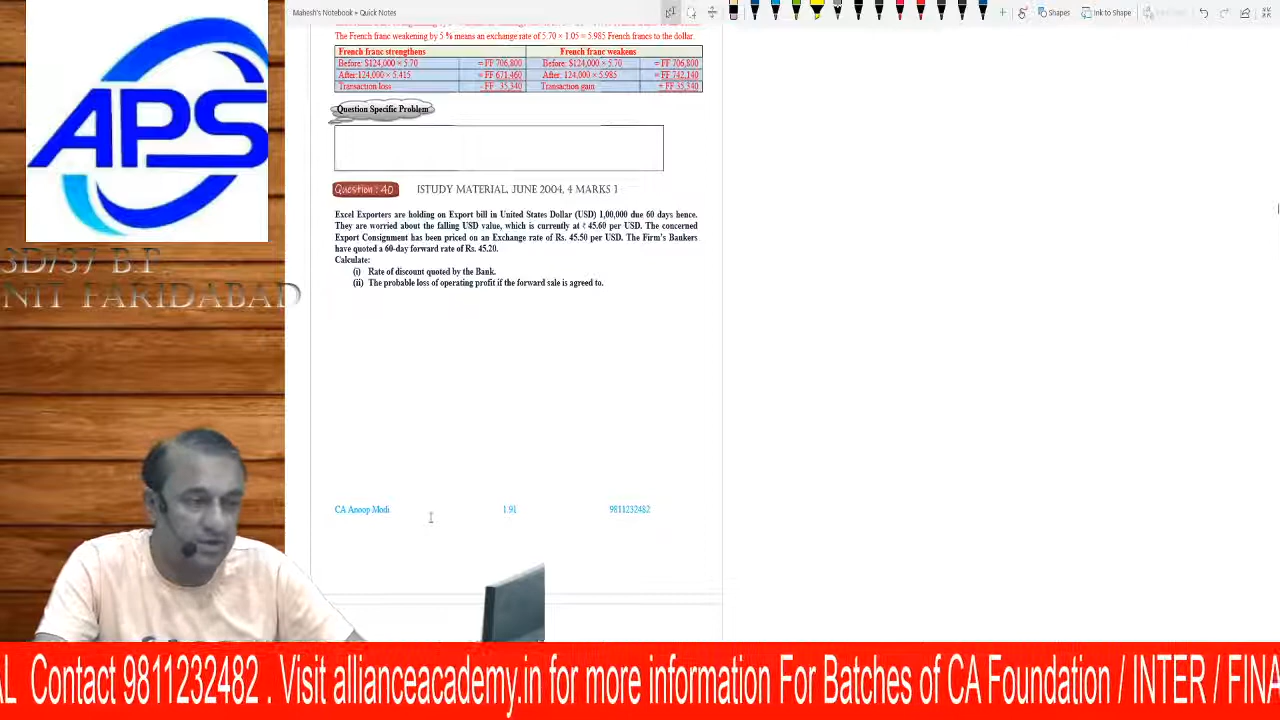 Mahesh's Notebook » Quick Notes
Shapes
Ink to Shape
The French franc weakening by 5 % means an exchange rate of 5.70 × 1.05 = 5.985 French francs to the dollar
French franc strengthens French franc weakens
Before: $124,000 × 5.70 = FF 706,800 Before: $124,000 × 5.70 = FF 706,800
After:124,000 × 5.415 = FF 671,460 After: 124,000 × 5.985 = FF 742,140
Transaction loss - FF 35,340 Transaction gain + FF 35,340
Question Specific Problem
Question : 40 [STUDY MATERIAL, JUNE 2004, 4 MARKS ]
Excel Exporters are holding on Export bill in United States Dollar (USD) 1,00,000 due 60 days hence.
They are worried about the falling USD value, which is currently at ₹ 45.60 per USD. The concerned
Export Consignment has been priced on an Exchange rate of Rs. 45.50 per USD. The Firm's Bankers
have quoted a 60-day forward rate of Rs. 45.20.
Calculate:
(i) Rate of discount quoted by the Bank.
(ii) The probable loss of operating profit if the forward sale is agreed to.
CA Anoop Modi 1.91 9811232482
APS
3D/37 B.P.
NIT FARIDABAD
Contact 9811232482 . Visit allianceacademy.in for more information For Batches of CA Foundation / INTER / FINA